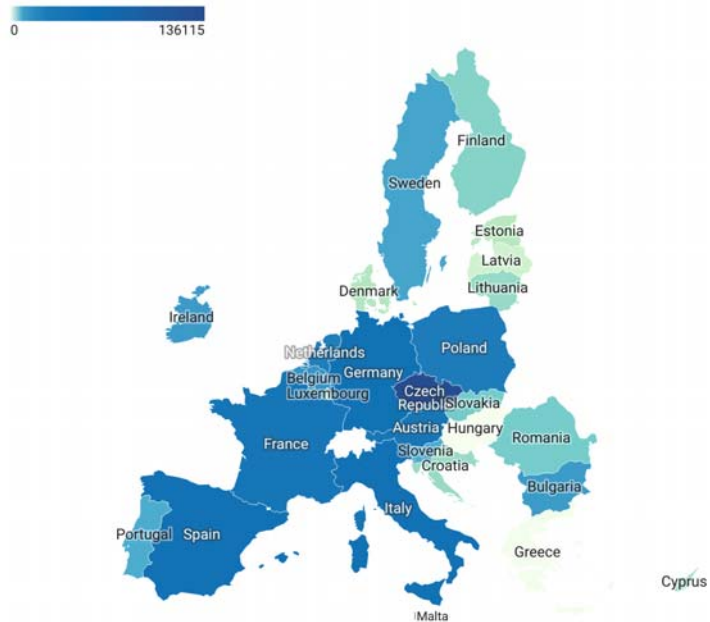 0 136115
Finland
Sweden
Estonia
Latvia
Lithuania
Denmark
Ireland
Netherlands
Poland
Germany
Belgium
Luxembourg
Czech
Republic
Slovakia
Austria
Hungary
France
Romania
Slovenia
Croatia
Bulgaria
Italy
Portugal
Spain
Greece
Cyprus
Malta